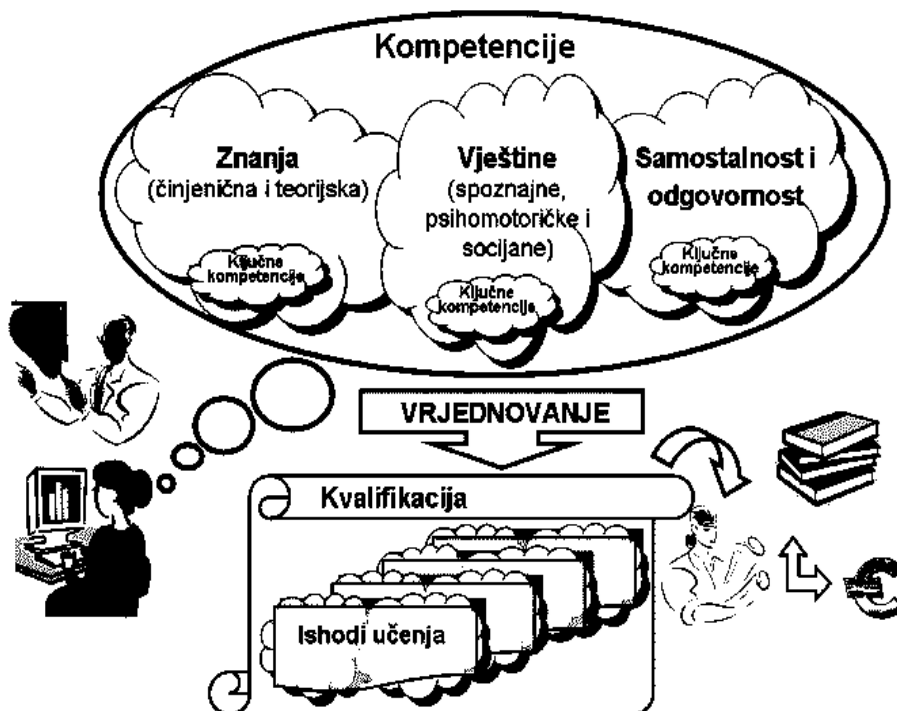 Kompetencije
Znanja
(činjenična i teorijska)
Ključne
kompetencije
Vještine
(spoznajne,
psihomotoričke i
socijane)
Ključne
kompetencije
Samostalnost i
odgovornost
Ključne
kompetencije
VRJEDNOVANJE
Kvalifikacija
Ishodi učenja